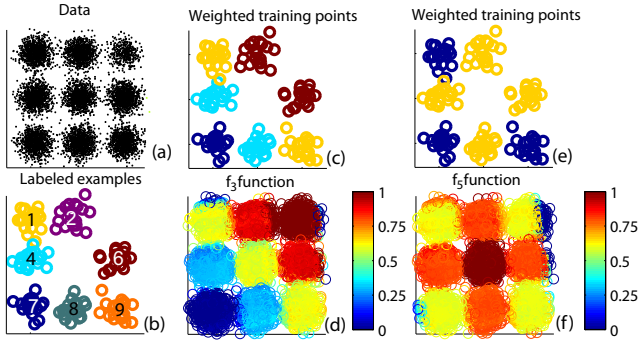 Data
(a)
Weighted training points
(c)
Weighted training points
(e)
Labeled examples
1
2
4
6
7
8
9
(b)
f3function
1
0.75
0.5
0.25
0
(d)
f5function
1
0.75
0.5
0.25
0
(f)